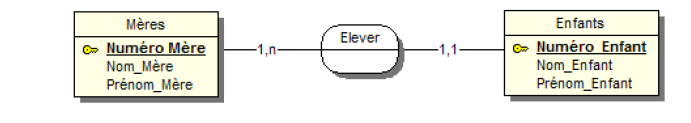 Mères
Numéro Mère
Nom_Mère
Prénom_Mère
1,n
Elever
1,1
Enfants
Numéro_Enfant
Nom_Enfant
Prénom_Enfant